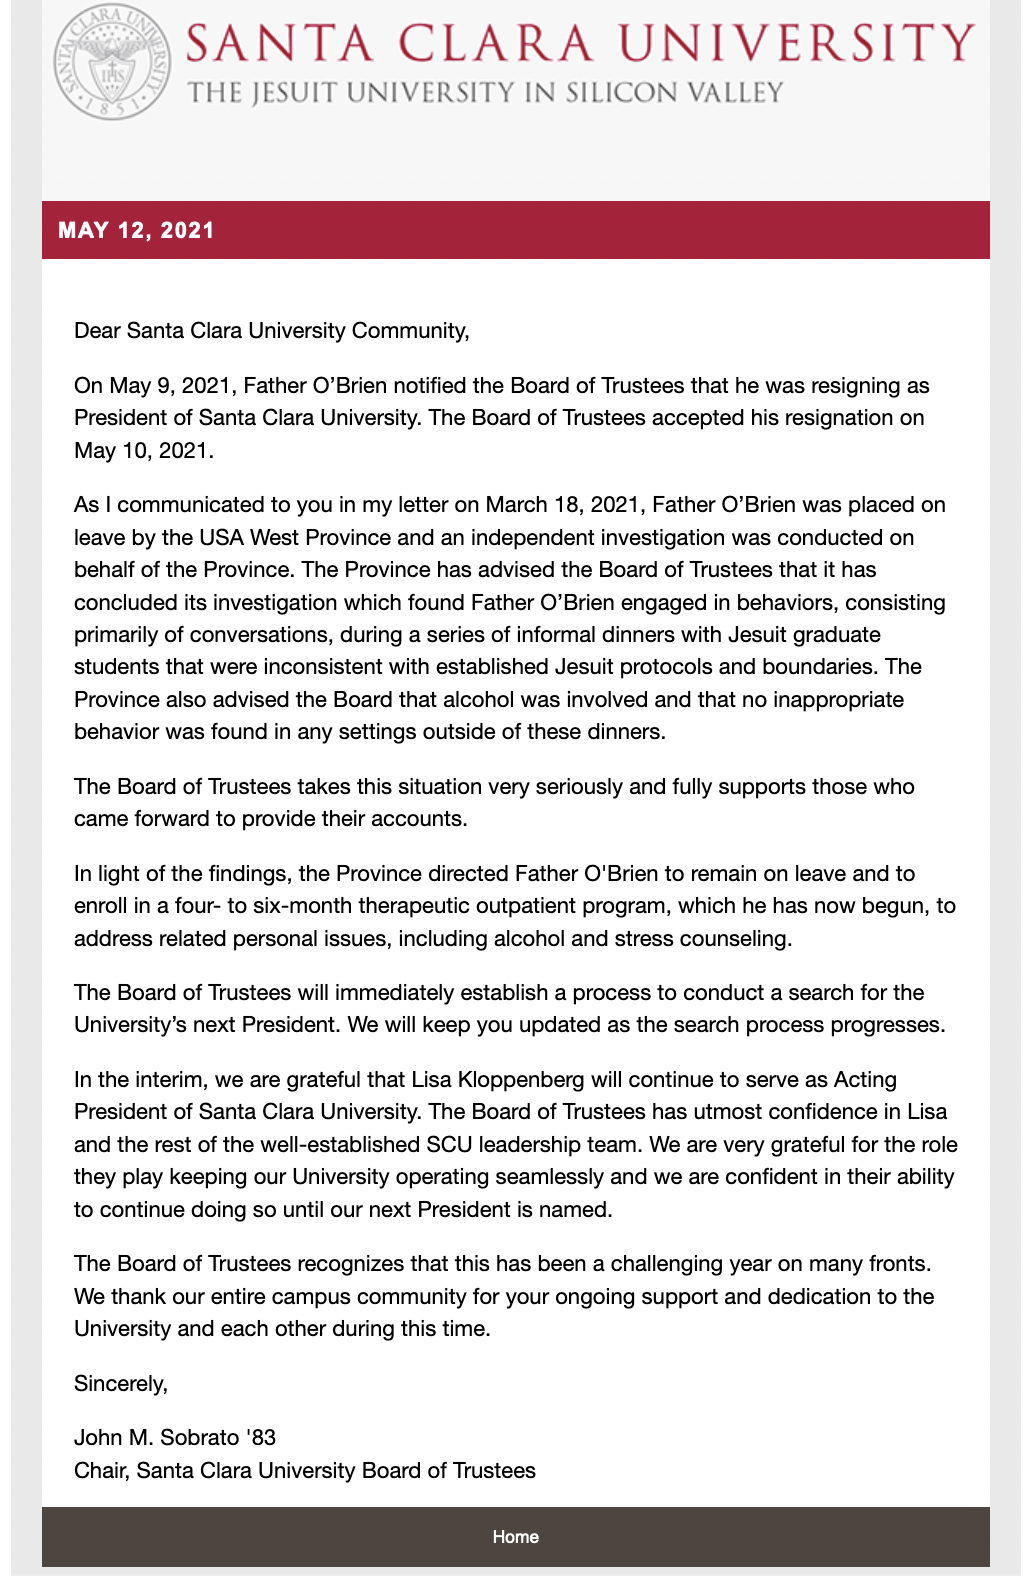 SANTA CLARA UNIVERSITY
SANTA CLARA UNIVERSITY
IHS
· 1851 ·
THE JESUIT UNIVERSITY IN SILICON VALLEY
MAY 12, 2021
Dear Santa Clara University Community,
On May 9, 2021, Father O’Brien notified the Board of Trustees that he was resigning as
President of Santa Clara University. The Board of Trustees accepted his resignation on
May 10, 2021.
As I communicated to you in my letter on March 18, 2021, Father O’Brien was placed on
leave by the USA West Province and an independent investigation was conducted on
behalf of the Province. The Province has advised the Board of Trustees that it has
concluded its investigation which found Father O’Brien engaged in behaviors, consisting
primarily of conversations, during a series of informal dinners with Jesuit graduate
students that were inconsistent with established Jesuit protocols and boundaries. The
Province also advised the Board that alcohol was involved and that no inappropriate
behavior was found in any settings outside of these dinners.
The Board of Trustees takes this situation very seriously and fully supports those who
came forward to provide their accounts.
In light of the findings, the Province directed Father O'Brien to remain on leave and to
enroll in a four- to six-month therapeutic outpatient program, which he has now begun, to
address related personal issues, including alcohol and stress counseling.
The Board of Trustees will immediately establish a process to conduct a search for the
University’s next President. We will keep you updated as the search process progresses.
In the interim, we are grateful that Lisa Kloppenberg will continue to serve as Acting
President of Santa Clara University. The Board of Trustees has utmost confidence in Lisa
and the rest of the well-established SCU leadership team. We are very grateful for the role
they play keeping our University operating seamlessly and we are confident in their ability
to continue doing so until our next President is named.
The Board of Trustees recognizes that this has been a challenging year on many fronts.
We thank our entire campus community for your ongoing support and dedication to the
University and each other during this time.
Sincerely,
John M. Sobrato '83
Chair, Santa Clara University Board of Trustees
Home